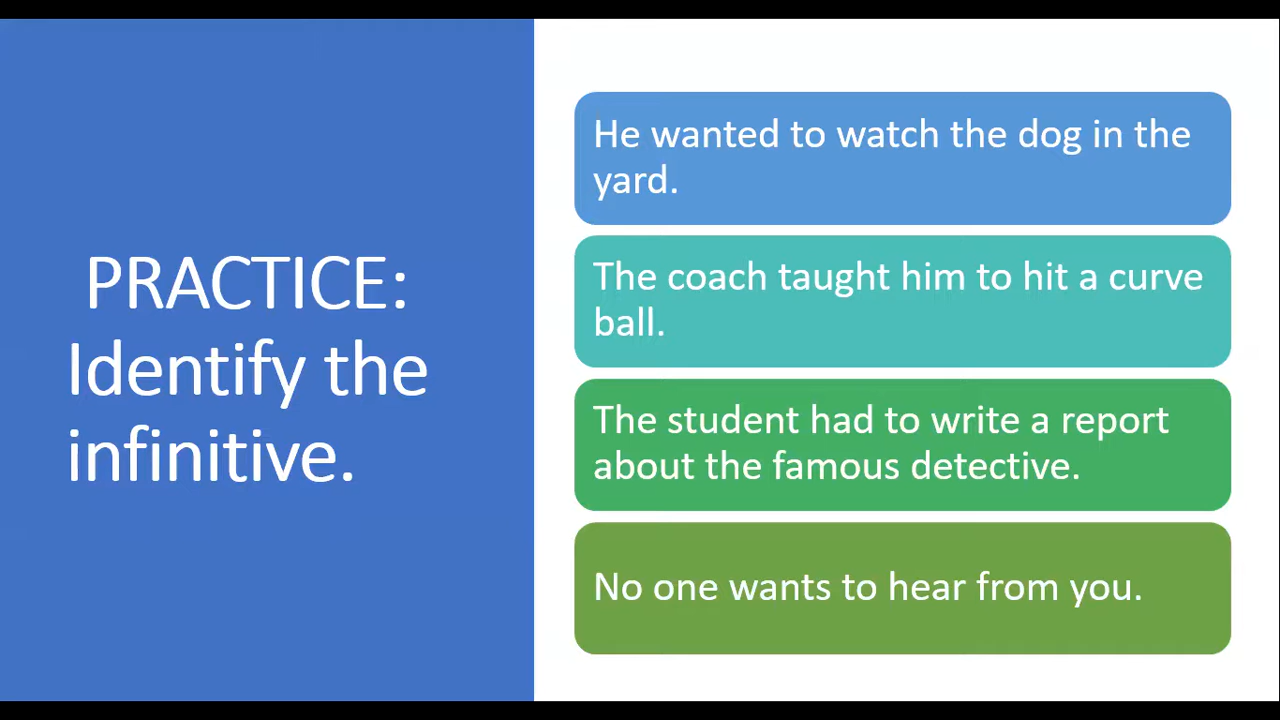 PRACTICE:
Identify the
infinitive.
He wanted to watch the dog in the
yard.
The coach taught him to hit a curve
ball.
The student had to write a report
about the famous detective.
No one wants to hear from you.